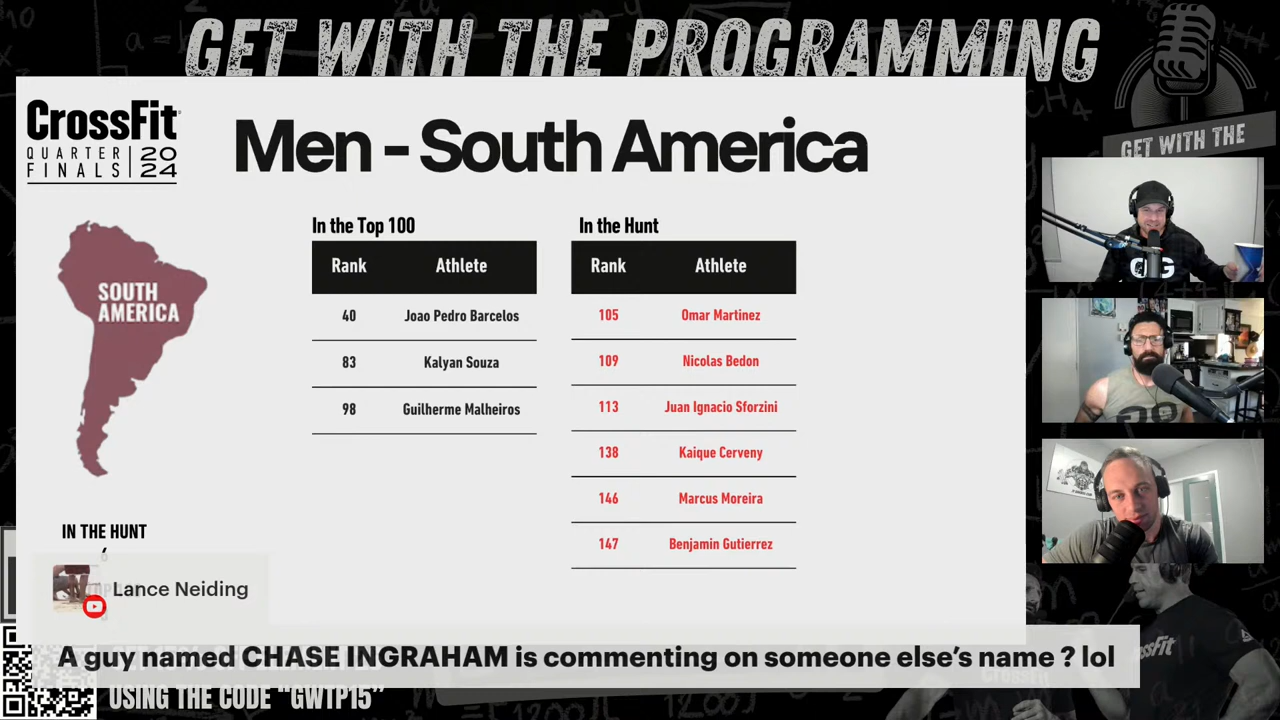 GET WITH THE PROGRAMMING
CrossFit
QUARTER FINALS 2024
Men - South America
SOUTH AMERICA
In the Top 100
Rank Athlete
40 Joao Pedro Barcelos
83 Kalyan Souza
98 Guilherme Malheiros
In the Hunt
Rank Athlete
105 Omar Martinez
109 Nicolas Bedon
113 Juan Ignacio Sforzini
138 Kaique Cerveny
146 Marcus Moreira
147 Benjamin Gutierrez
IN THE HUNT
6
Lance Neiding
A guy named CHASE INGRAHAM is commenting on someone else’s name ? lol
USING THE CODE "GWTP15"
GET WITH THE